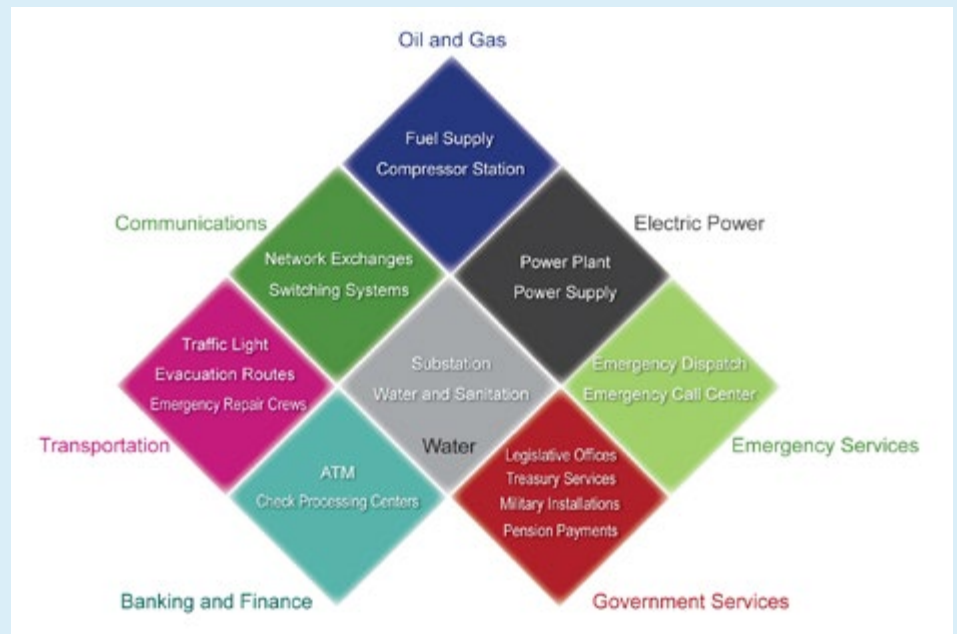 Oil and Gas
Fuel Supply
Compressor Station
Communications
Electric Power
Network Exchanges
Switching Systems
Power Plant
Power Supply
Traffic Light
Evacuation Routes
Emergency Repair Crews
Substation
Water and Sanitation
Water
Emergency Dispatch
Emergency Call Center
Transportation
Emergency Services
ATM
Check Processing Centers
Legislative Offices
Treasury Services
Military Installations
Pension Payments
Banking and Finance
Government Services